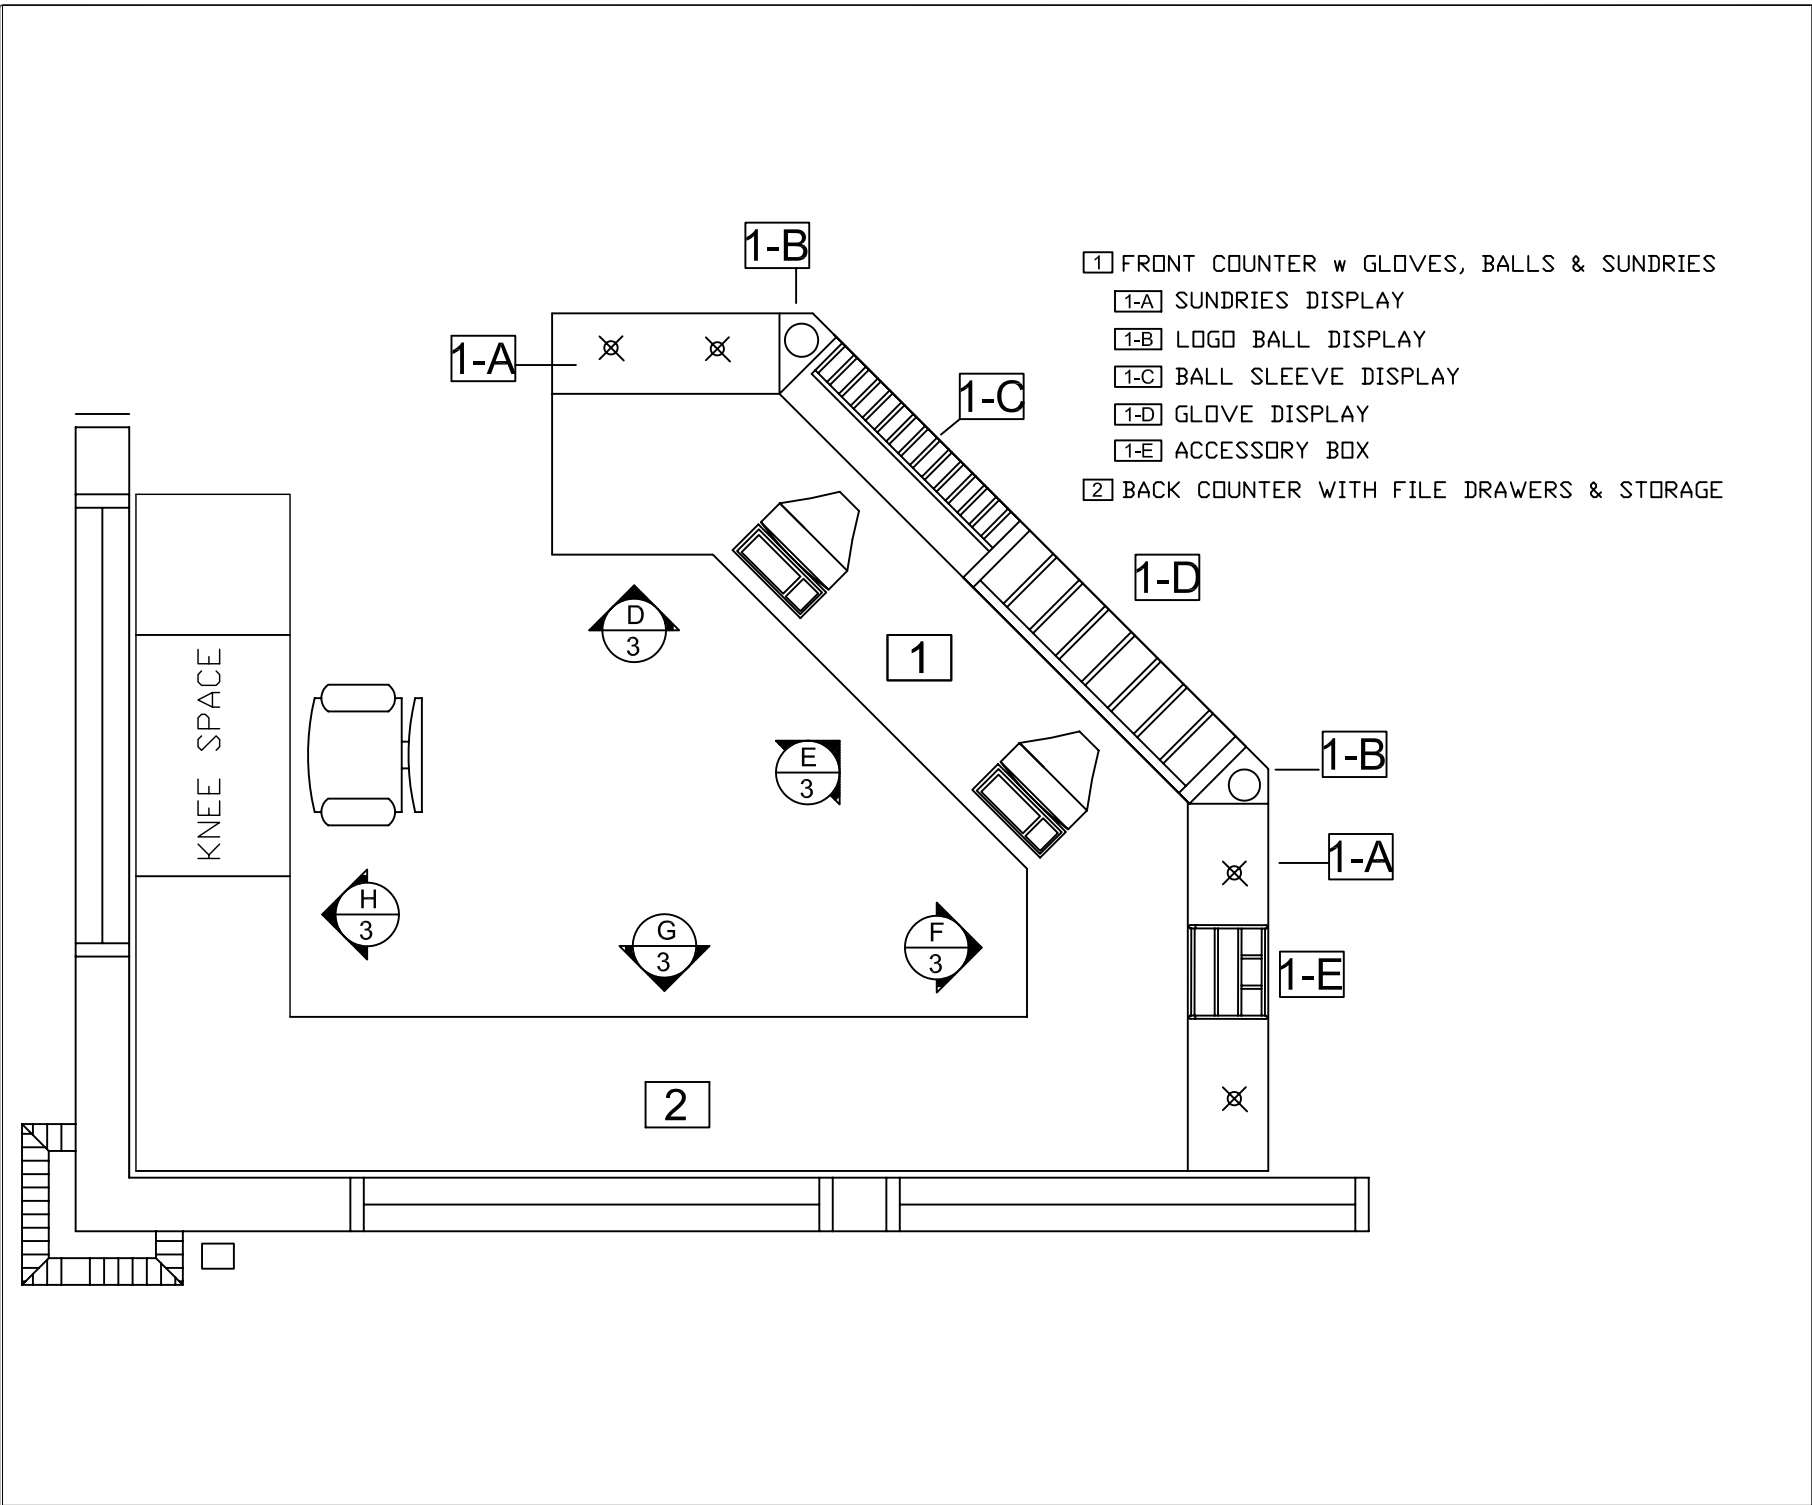 1-B
1 FRONT COUNTER w GLOVES, BALLS & SUNDRIES
1-A SUNDRIES DISPLAY
1-B LOGO BALL DISPLAY
1-A
1-C BALL SLEEVE DISPLAY
1-C
1-D GLOVE DISPLAY
1-E ACCESSORY BOX
2 BACK COUNTER WITH FILE DRAWERS & STORAGE
1-D
D
3
1
KNEE SPACE
1-B
E
3
1-A
H
3
G
3
F
3
1-E
2